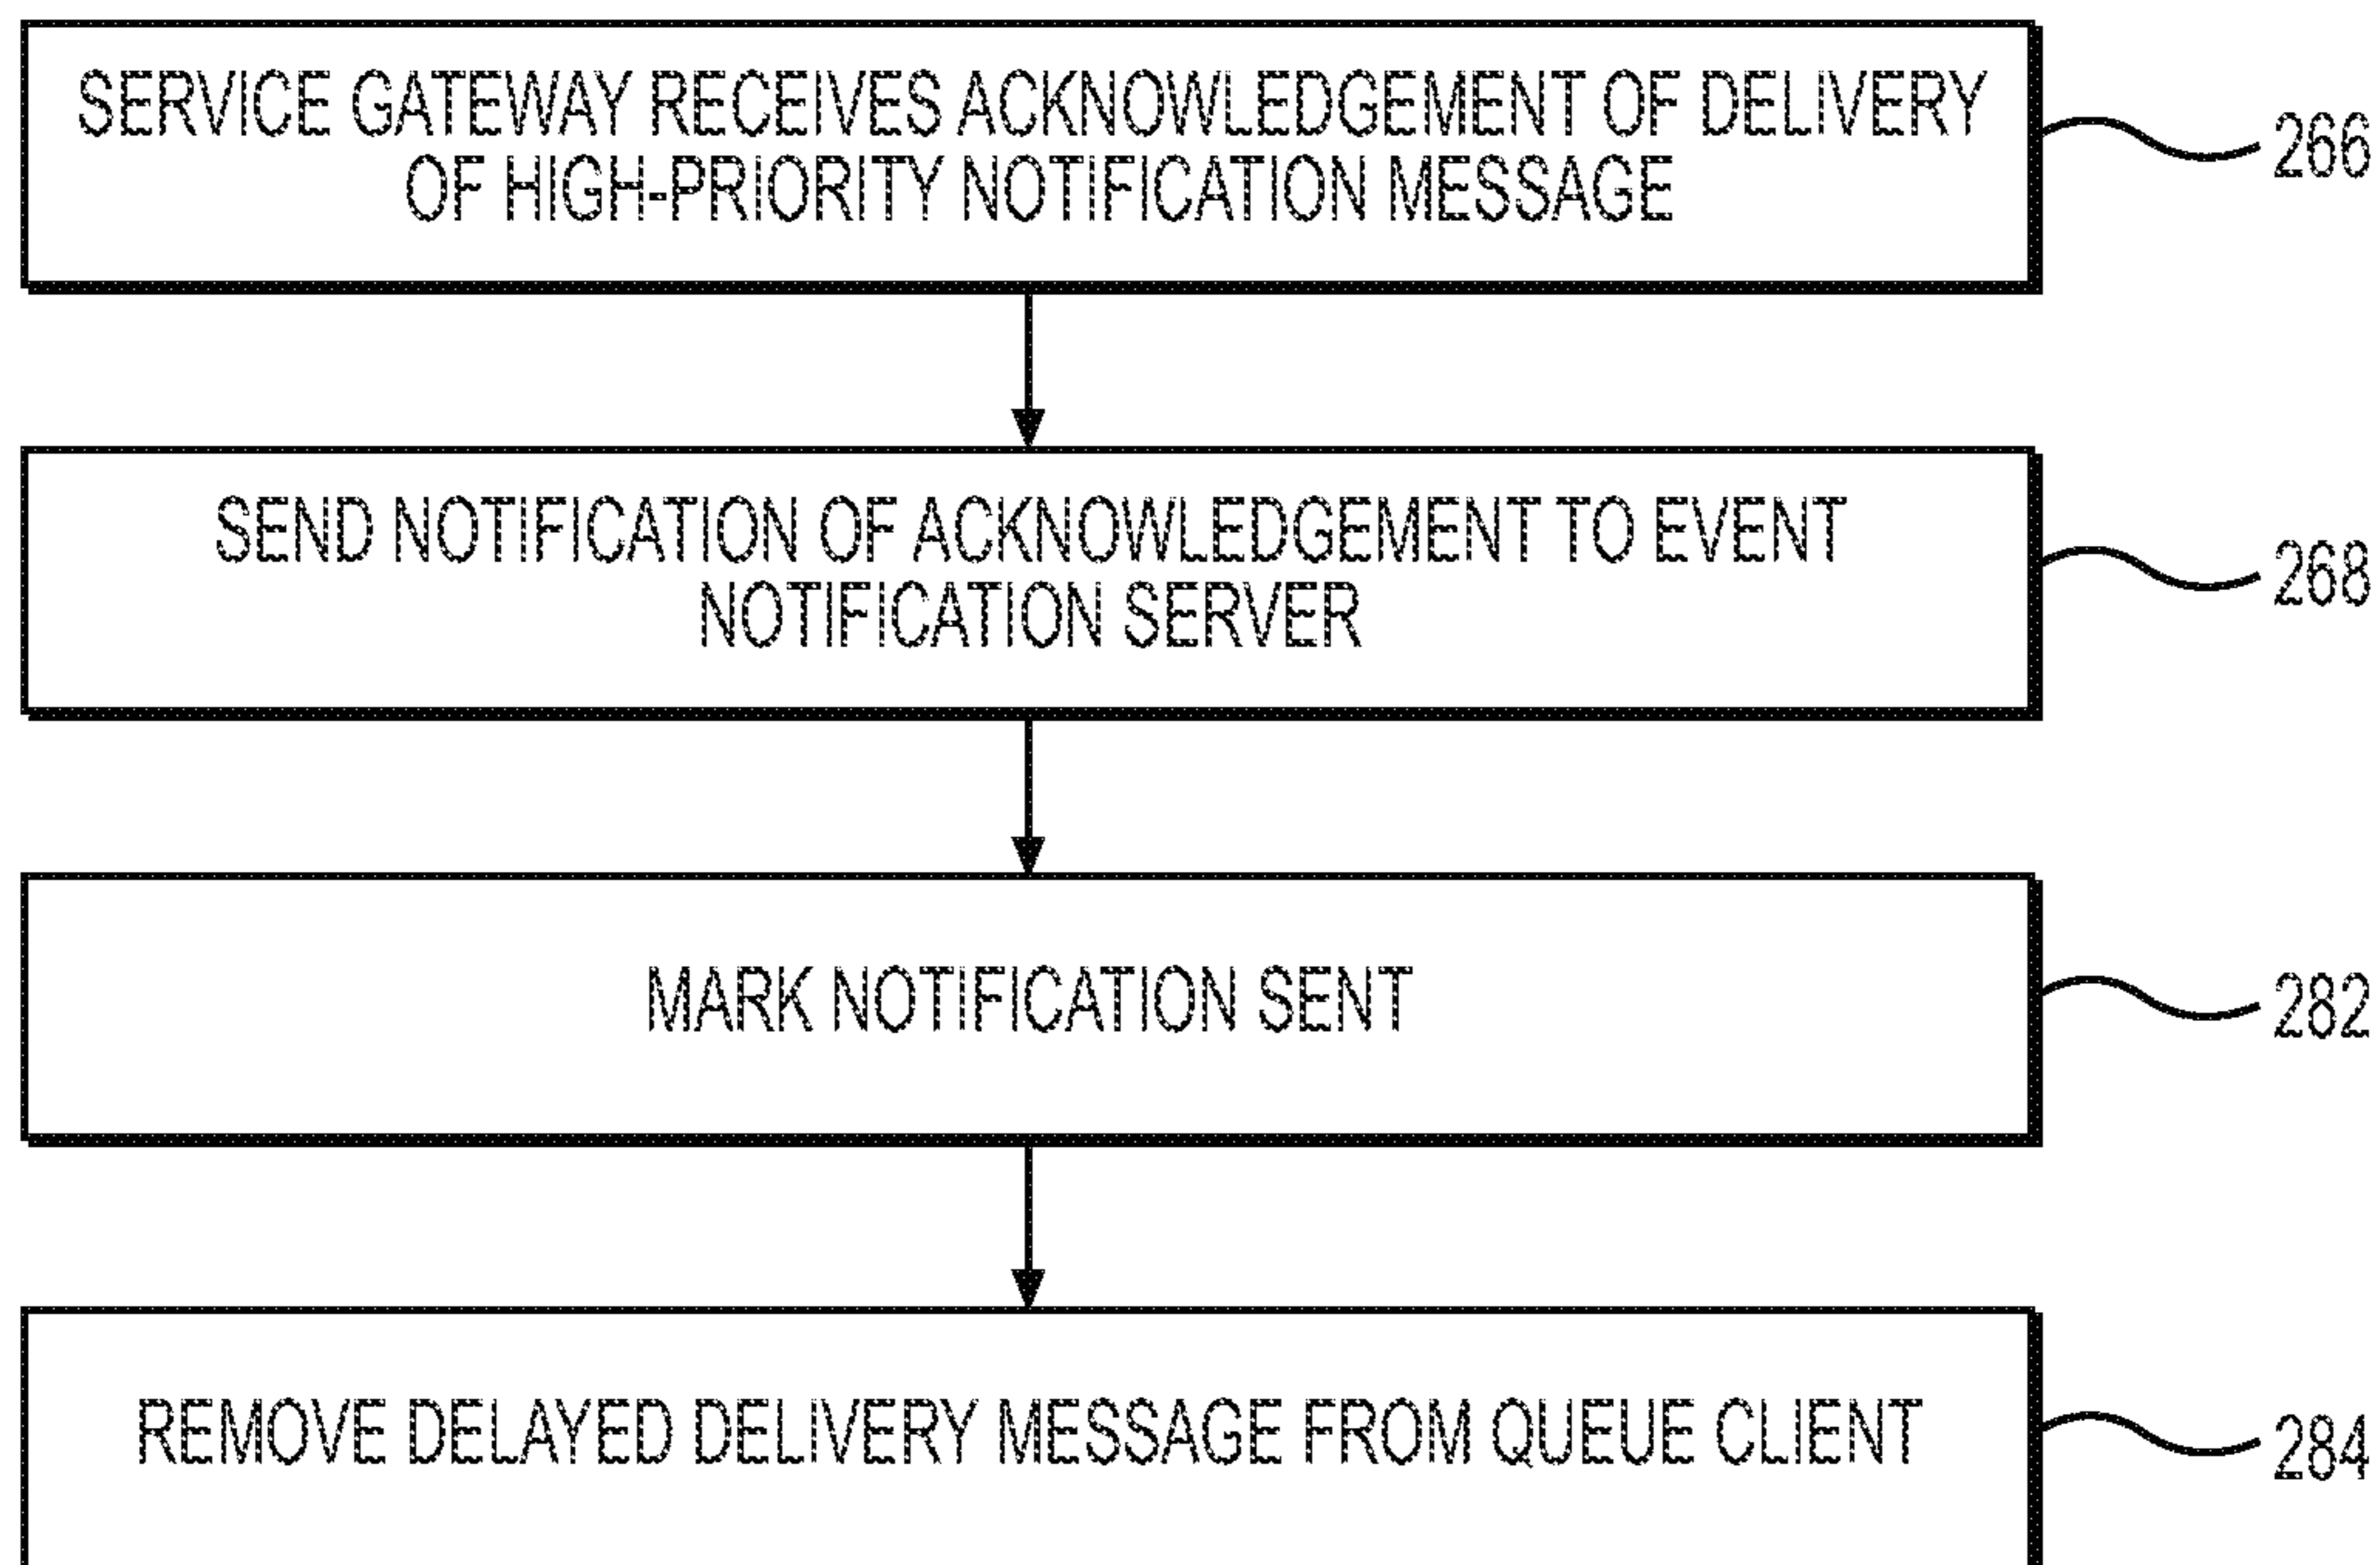 SERVICE GATEWAY RECEIVES ACKNOWLEDGEMENT OF DELIVERY
OF HIGH-PRIORITY NOTIFICATION MESSAGE
266
SEND NOTIFICATION OF ACKNOWLEDGEMENT TO EVENT
NOTIFICATION SERVER
268
MARK NOTIFICATION SENT
282
REMOVE DELAYED DELIVERY MESSAGE FROM QUEUE CLIENT
284